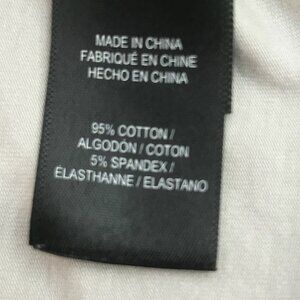 MADE IN CHINA
FABRIQUÉ EN CHINE
HECHO EN CHINA
95% COTTON /
ALGODÓN / COTON
5% SPANDEX /
ÉLASTHANNE / ELASTANO